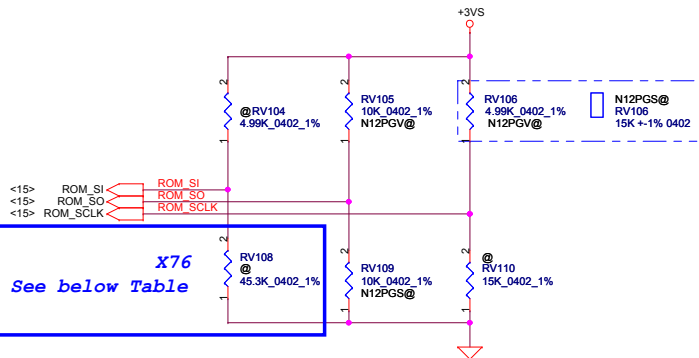 +3VS
2
@RV104
4.99K_0402_1%
1
2
RV105
10K_0402_1%
N12PGV@
1
2
RV106
4.99K_0402_1%
N12PGV@
1
N12PGS@
RV106
15K +-1% 0402
<15> ROM_SI ROM_SI
<15> ROM_SO ROM_SO
<15> ROM_SCLK ROM_SCLK
X76
See below Table
2
RV108
@
45.3K_0402_1%
1
2
RV109
10K_0402_1%
N12PGS@
1
2
@
RV110
15K_0402_1%
1